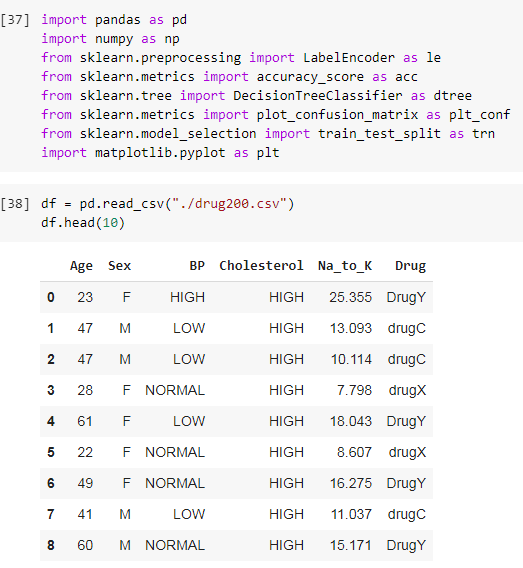 [37] import pandas as pd
import numpy as np
from sklearn.preprocessing import LabelEncoder as le
from sklearn.metrics import accuracy_score as acc
from sklearn.tree import DecisionTreeClassifier as dtree
from sklearn.metrics import plot_confusion_matrix as plt_conf
from sklearn.model_selection import train_test_split as trn
import matplotlib.pyplot as plt
[38] df = pd.read_csv("./drug200.csv")
df.head(10)
Age Sex BP Cholesterol Na_to_K Drug
0 23 F HIGH HIGH 25.355 DrugY
1 47 M LOW HIGH 13.093 drugC
2 47 M LOW HIGH 10.114 drugC
3 28 F NORMAL HIGH 7.798 drugX
4 61 F LOW HIGH 18.043 DrugY
5 22 F NORMAL HIGH 8.607 drugX
6 49 F NORMAL HIGH 16.275 DrugY
7 41 M LOW HIGH 11.037 drugC
8 60 M NORMAL HIGH 15.171 DrugY